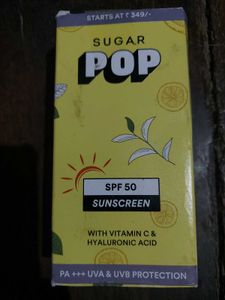 STARTS AT ₹ 349/-
SUGAR
POP
SPF 50
SUNSCREEN
WITH VITAMIN C &
HYALURONIC ACID
PA +++ UVA & UVB PROTECTION